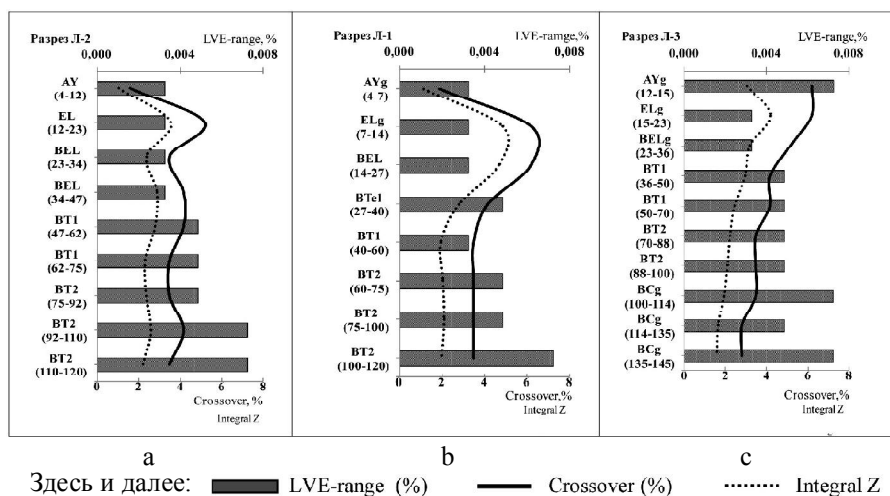 Разрез Л-2
0,000 0,004 0,008
LVE-range, %
AY
(4-12)
EL
(12-23)
BEL
(23-34)
BEL
(34-47)
BT1
(47-62)
BT1
(62-75)
BT2
(75-92)
BT2
(92-110)
BT2
(110-120)
0 2 4 6 8
Crossover,%
Integral Z
a
Разрез Л-1
0,000 0,004 0,008
LVE-range, %
AYg
(4-7)
ELg
(7-14)
BEL
(14-27)
BTe1
(27-40)
BT1
(40-60)
BT2
(60-75)
BT2
(75-100)
BT2
(100-120)
0 2 4 6 8
Crossover,%
Integral Z
b
Разрез Л-3
0,000 0,004 0,008
LVE-range, %
AYg
(12-15)
ELg
(15-23)
BELg
(23-36)
BT1
(36-50)
BT1
(50-70)
BT2
(70-88)
BT2
(88-100)
BCg
(100-114)
BCg
(114-135)
BCg
(135-145)
0 2 4 6 8
Crossover,%
Integral Z
c
Здесь и далее: LVE-range (%) Crossover (%) Integral Z